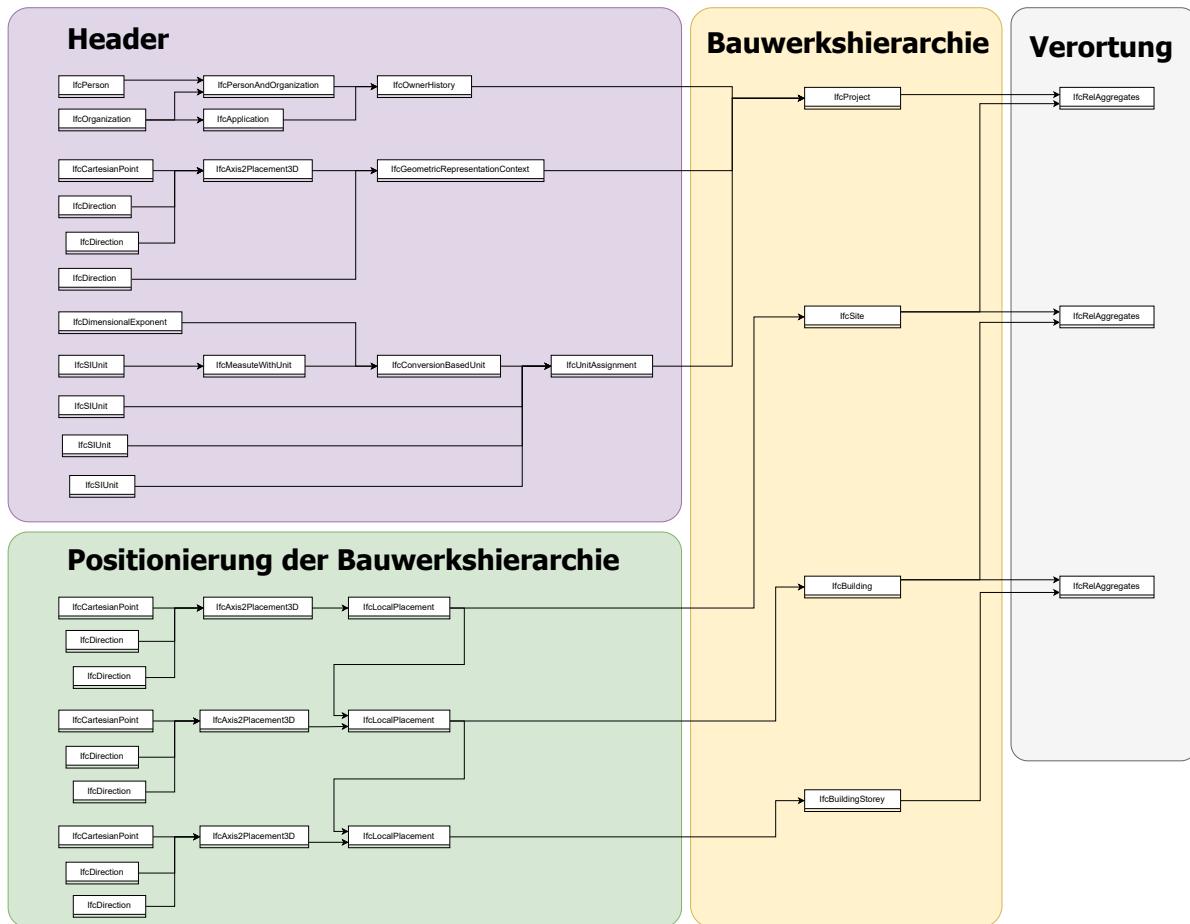 Header
IfcPerson
IfcPersonAndOrganization
IfcOwnerHistory
IfcOrganization
IfcApplication
IfcCartesianPoint
IfcAxis2Placement3D
IfcGeometricRepresentationContext
IfcDirection
IfcDirection
IfcDirection
IfcDimensionalExponent
IfcSIUnit
IfcMeasuteWithUnit
IfcConversionBasedUnit
IfcUnitAssignment
IfcSIUnit
IfcSIUnit
IfcSIUnit
Positionierung der Bauwerkshierarchie
IfcCartesianPoint
IfcAxis2Placement3D
IfcLocalPlacement
IfcDirection
IfcDirection
IfcCartesianPoint
IfcAxis2Placement3D
IfcLocalPlacement
IfcDirection
IfcDirection
IfcCartesianPoint
IfcAxis2Placement3D
IfcLocalPlacement
IfcDirection
IfcDirection
Bauwerkshierarchie
IfcProject
IfcSite
IfcBuilding
IfcBuildingStorey
Verortung
IfcRelAggregates
IfcRelAggregates
IfcRelAggregates